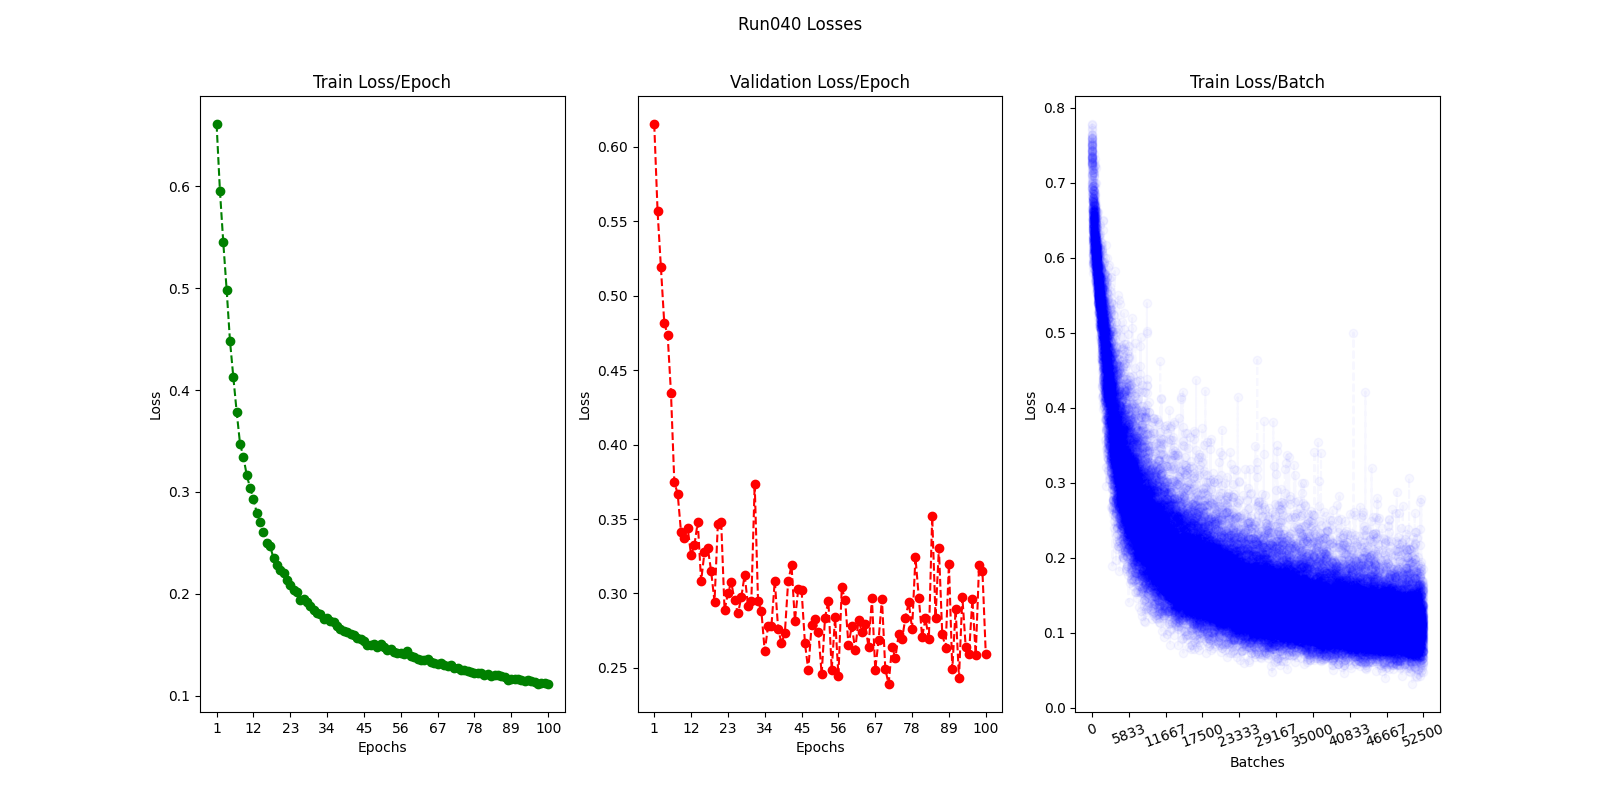 Run040 Losses
Train Loss/Epoch
Validation Loss/Epoch
Train Loss/Batch
Loss
0.6
0.5
0.4
0.3
0.2
0.1
1 12 23 34 45 56 67 78 89 100
Epochs
Loss
0.60
0.55
0.50
0.45
0.40
0.35
0.30
0.25
1 12 23 34 45 56 67 78 89 100
Epochs
Loss
0.8
0.7
0.6
0.5
0.4
0.3
0.2
0.1
0.0
0 5833 11667 17500 23333 29167 35000 40833 46667 52500
Batches